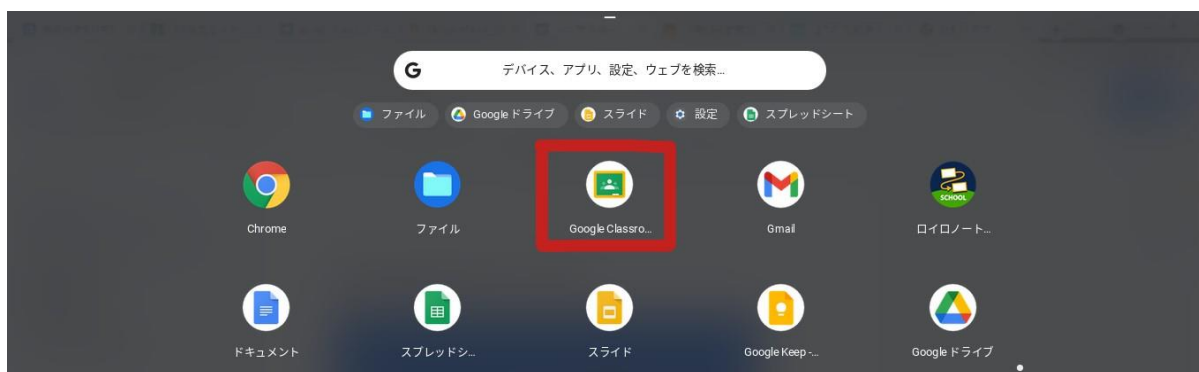 デバイス、アプリ、設定、ウェブを検索...
ファイル Google ドライブ スライド 設定 スプレッドシート
Chrome ファイル Google Classro... Gmail ロイロノート...
SCHOOL
ドキュメント スプレッドシ... スライド Google Keep -... Google ドライブ